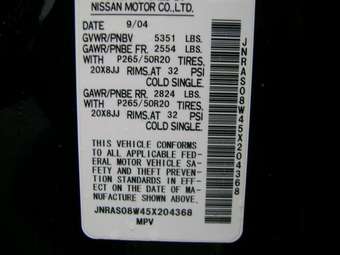 NISSAN MOTOR CO.,LTD.
DATE 9/04
GVWR/PNBV 5351 LBS.
GAWR/PNBE FR. 2554 LBS.
WITH P265/50R20 TIRES,
20X8JJ RIMS.AT 32 PSI
COLD SINGLE.
GAWR/PNBE RR. 2824 LBS.
WITH P265/50R20 TIRES,
20X8JJ RIMS.AT 32 PSI
COLD SINGLE.
THIS VEHICLE CONFORMS
TO ALL APPLICABLE FED-
ERAL MOTOR VEHICLE SA-
FETY AND THEFT PREVENT-
ION STANDARDS IN EFF-
ECT ON THE DATE OF MA-
NUFACTURE SHOWN ABOVE.
JNRAS08W45X204368
MPV
JNRAS08W45X204368